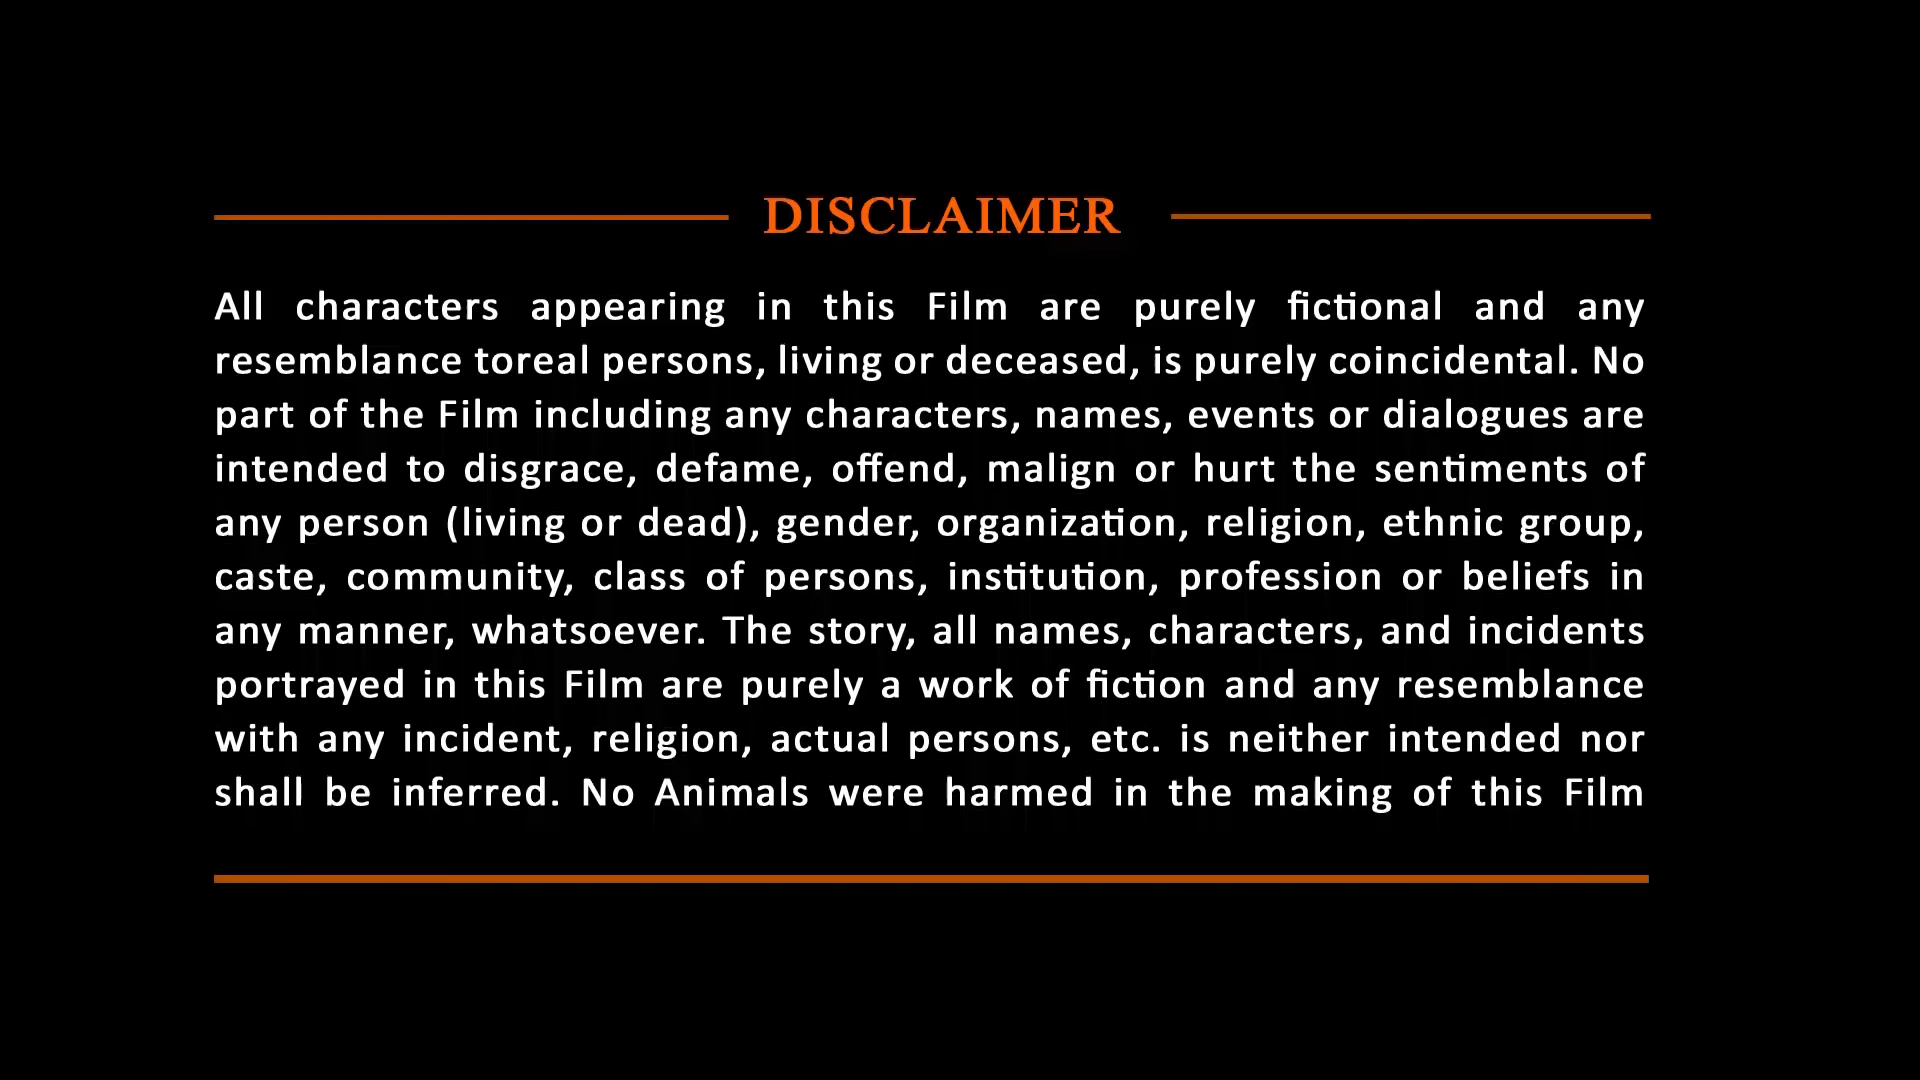 DISCLAIMER
All characters appearing in this Film are purely fictional and any
resemblance toreal persons, living or deceased, is purely coincidental. No
part of the Film including any characters, names, events or dialogues are
intended to disgrace, defame, offend, malign or hurt the sentiments of
any person (living or dead), gender, organization, religion, ethnic group,
caste, community, class of persons, institution, profession or beliefs in
any manner, whatsoever. The story, all names, characters, and incidents
portrayed in this Film are purely a work of fiction and any resemblance
with any incident, religion, actual persons, etc. is neither intended nor
shall be inferred. No Animals were harmed in the making of this Film